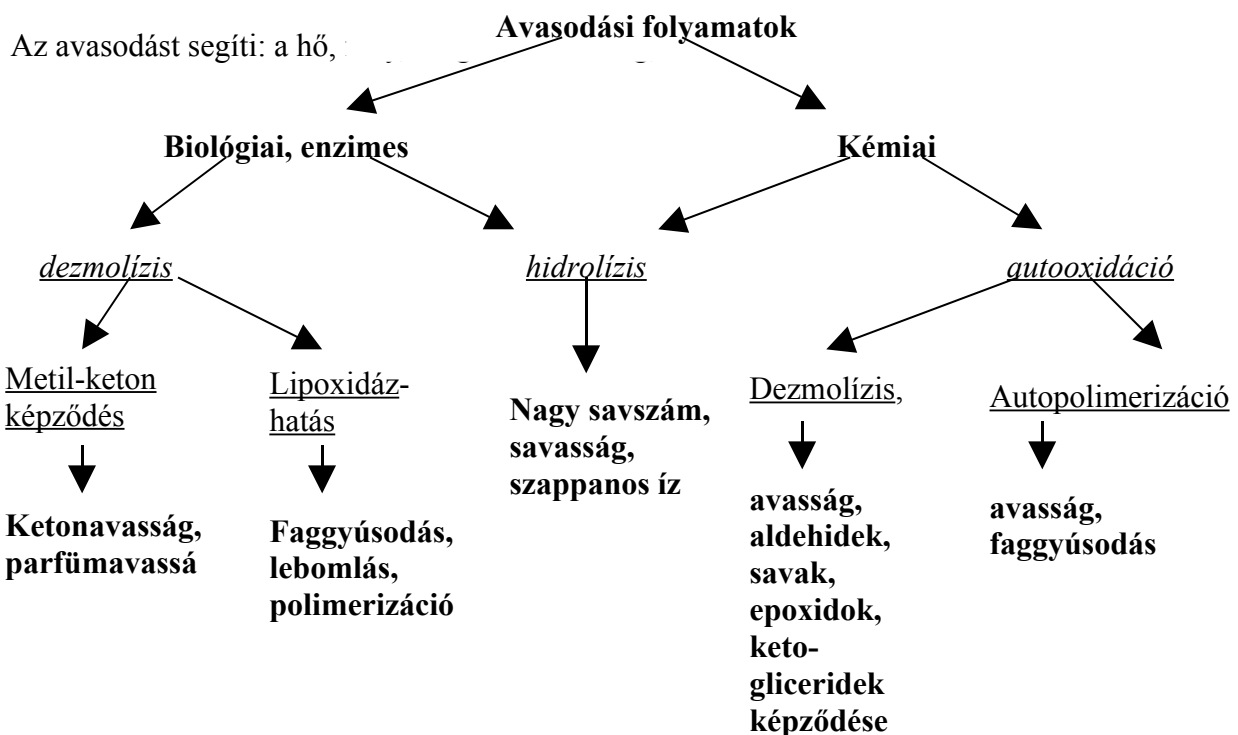 Avasodási folyamatok
Az avasodást segíti: a hő,
Biológiai, enzimes
Kémiai
dezmolízis
hidrolízis
autooxidáció
Metil-keton
képződés
Lipoxidáz-
hatás
Nagy savszám,
savasság,
szappanos íz
Dezmolízis,
Autopolimerizáció
Ketonavasság,
parfümavassá
Faggyúsodás,
lebomlás,
polimerizáció
avasság,
aldehidek,
savak,
epoxidok,
keto-
gliceridek
képződése
avasság,
faggyúsodás